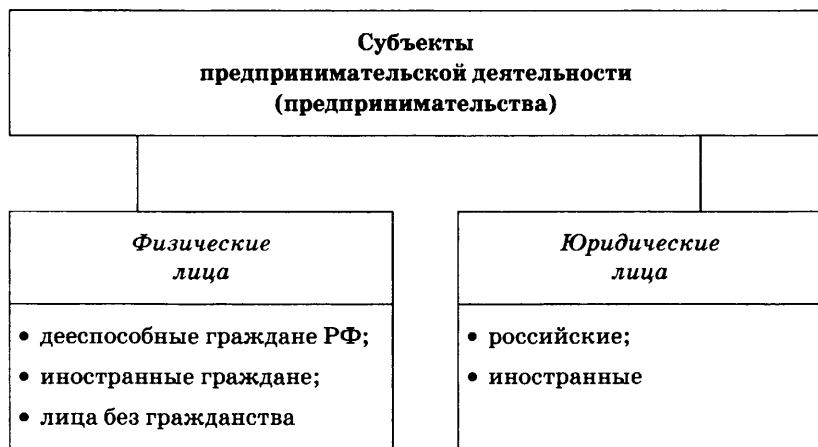 Субъекты
предпринимательской деятельности
(предпринимательства)
Физические
лица
• дееспособные граждане РФ;
• иностранные граждане;
• лица без гражданства
Юридические
лица
• российские;
• иностранные